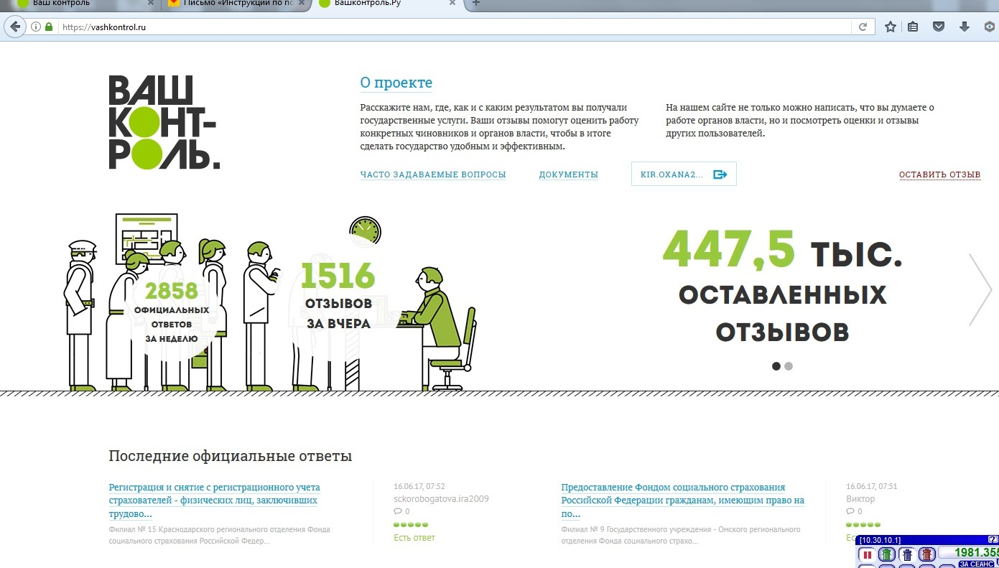 Ваш контроль
Письмо «Инструкции по по
Вашконтроль.Ру
https://vashkontrol.ru
ВАШ
КОНТ-
РОЛЬ.
О проекте
Расскажите нам, где, как и с каким результатом вы получали
государственные услуги. Ваши отзывы помогут оценить работу
конкретных чиновников и органов власти, чтобы в итоге
сделать государство удобным и эффективным.
На нашем сайте не только можно написать, что вы думаете о
работе органов власти, но и посмотреть оценки и отзывы
других пользователей.
ЧАСТО ЗАДАВАЕМЫЕ ВОПРОСЫ
ДОКУМЕНТЫ
KIR.OXANA2...
ОСТАВИТЬ ОТЗЫВ
2858
ОФИЦИАЛЬНЫХ
ОТВЕТОВ
ЗА НЕДЕЛЮ
1516
ОТЗЫВОВ
ЗА ВЧЕРА
447,5 ТЫС.
ОСТАВЛЕННЫХ
ОТЗЫВОВ
Последние официальные ответы
Регистрация и снятие с регистрационного учета
страхователей - физических лиц, заключивших
трудово...
Филиал № 15 Краснодарского регионального отделения Фонда
социального страхования Российской Федер...
16.06.17, 07:52
sckorobogatova.ira2009
0
Есть ответ
Предоставление Фондом социального страхования
Российской Федерации гражданам, имеющим право на
по...
Филиал № 9 Государственного учреждения - Омского регионального
отделения Фонда социального страхо...
16.06.17, 07:51
Виктор
0
Ес
[10.30.10.1]
1981.355
ЗА СЕАНС